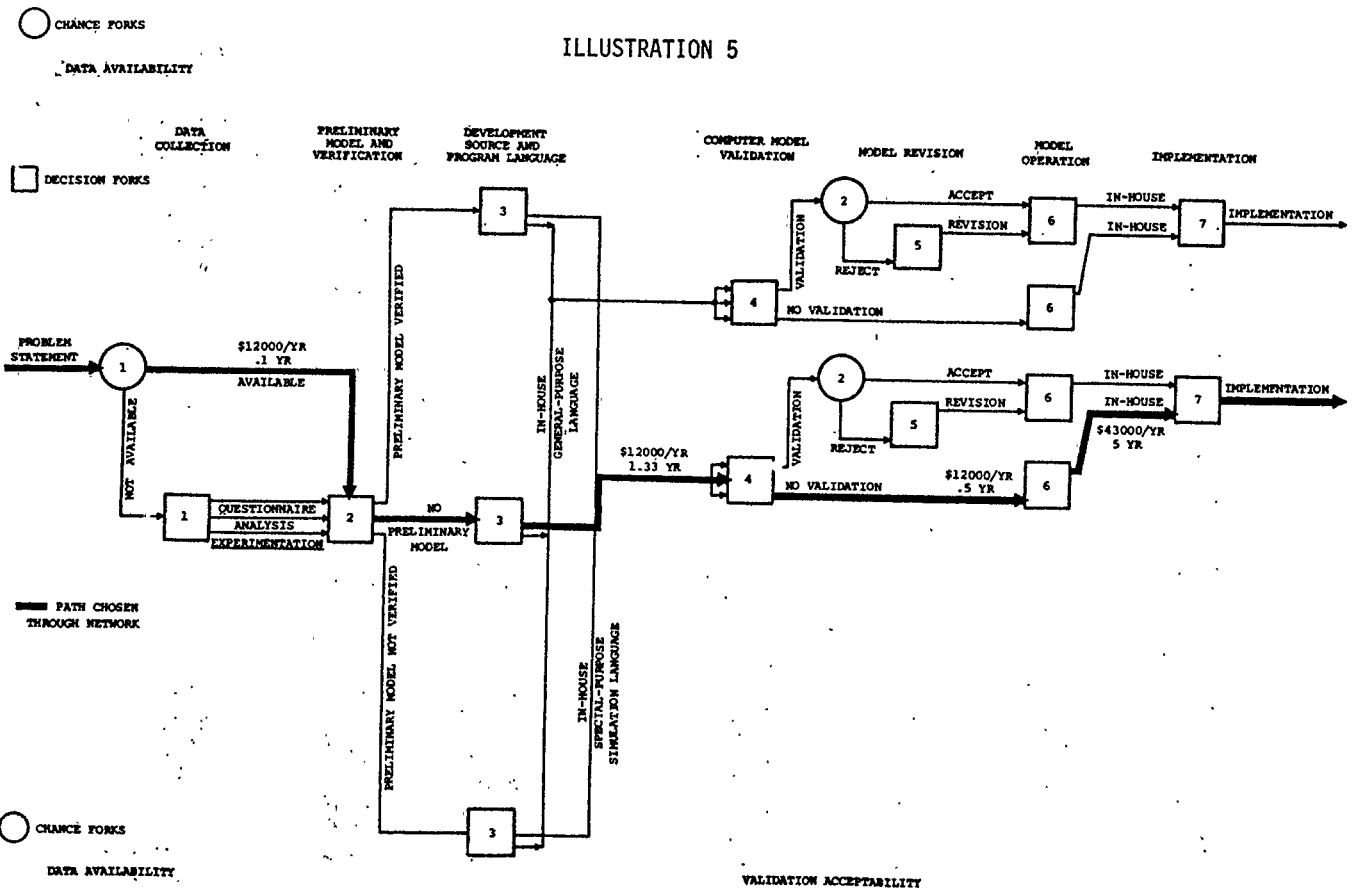 CHANCE FORKS
ILLUSTRATION 5
DATA AVAILABILITY
DATA
COLLECTION
PRELIMINARY
MODEL AND
VERIFICATION
DEVELOPMENT
SOURCE AND
PROGRAM LANGUAGE
COMPUTER MODEL
VALIDATION
MODEL REVISION
MODEL
OPERATION
IMPLEMENTATION
DECISION FORKS
3
2
ACCEPT
6
IN-HOUSE
IN-HOUSE
7
IMPLEMENTATION
REVISION
5
REJECT
VALIDATION
4
NO VALIDATION
6
PRELIMINARY MODEL VERIFIED
PROBLEM
STATEMENT
1
$12000/YR
.1 YR
AVAILABLE
NOT AVAILABLE
IN-HOUSE
GENERAL-PURPOSE
LANGUAGE
2
ACCEPT
6
IN-HOUSE
IN-HOUSE
7
IMPLEMENTATION
REVISION
5
REJECT
$43000/YR
5 YR
VALIDATION
$12000/YR
1.33 YR
4
NO VALIDATION
$12000/YR
.5 YR
6
1
QUESTIONNAIRE
ANALYSIS
EXPERIMENTATION
2
NO
PRELIMINARY
MODEL
3
PRELIMINARY MODEL NOT VERIFIED
IN-HOUSE
SPECIAL-PURPOSE
SIMULATION LANGUAGE
PATH CHOSEN
THROUGH NETWORK
3
CHANCE FORKS
DATA AVAILABILITY
VALIDATION ACCEPTABILITY